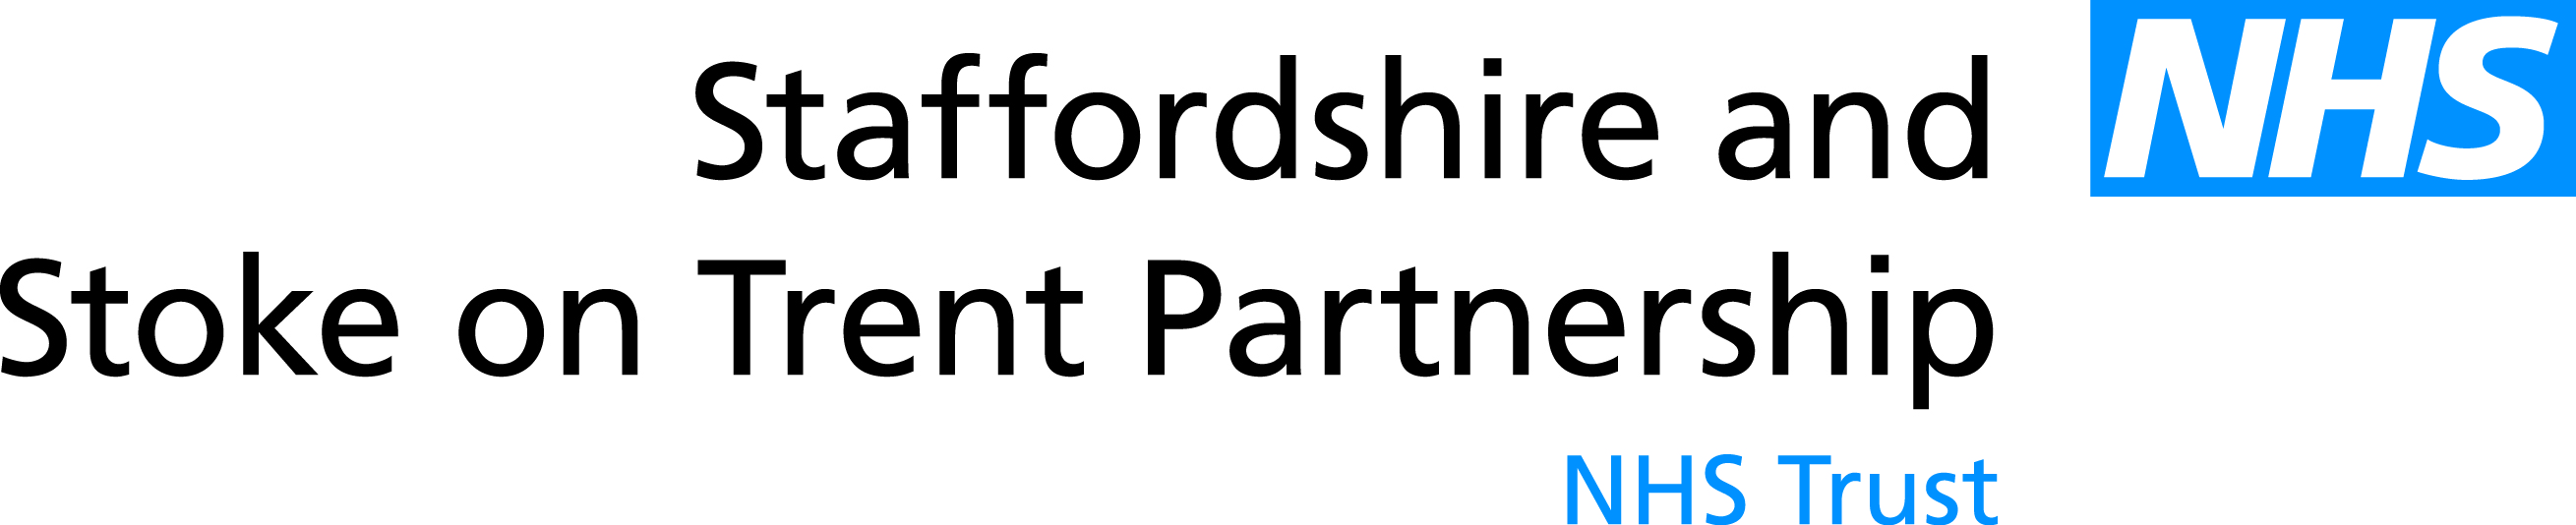 Staffordshire and
NHS
Stoke on Trent Partnership
NHS Trust